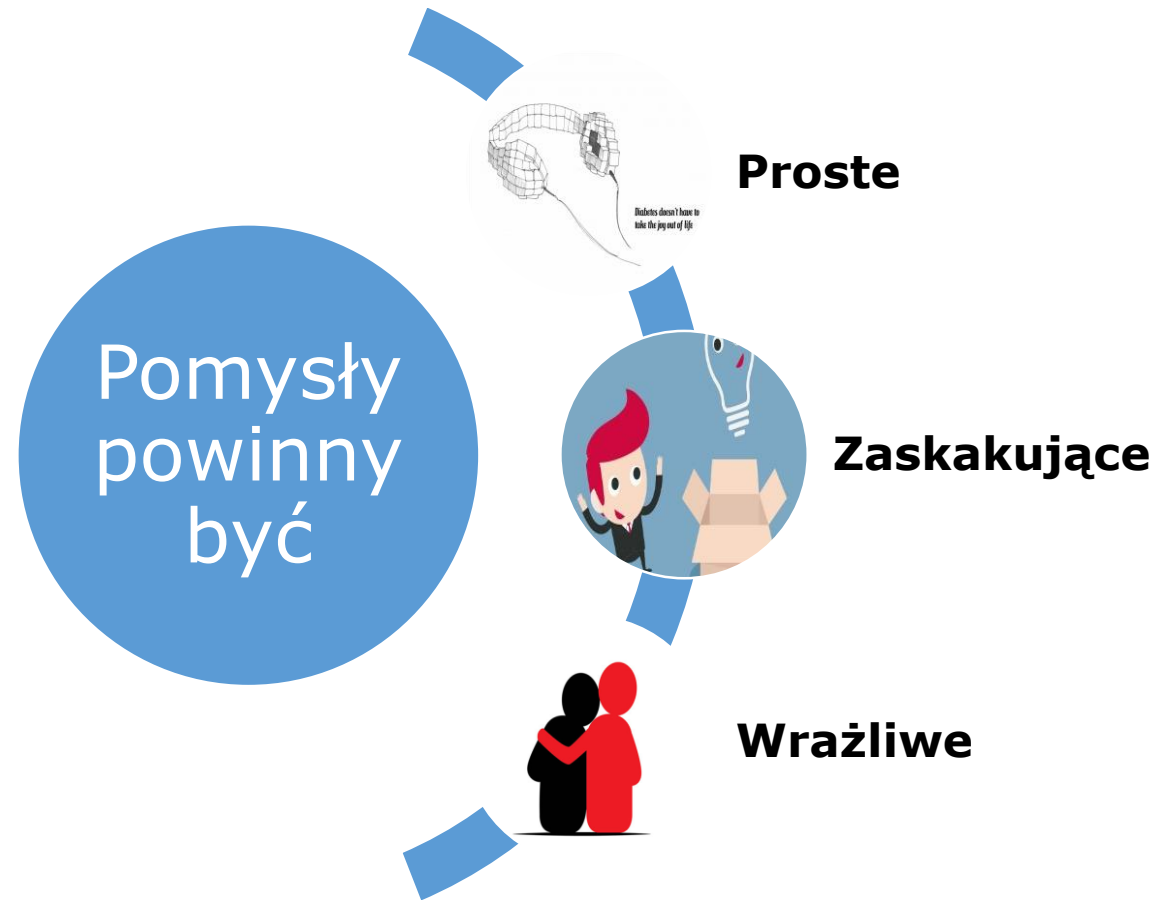 Pomysły
powinny
być
Proste
Diabetes doesn't have to
take the joy out of life
Zaskakujące
Wrażliwe